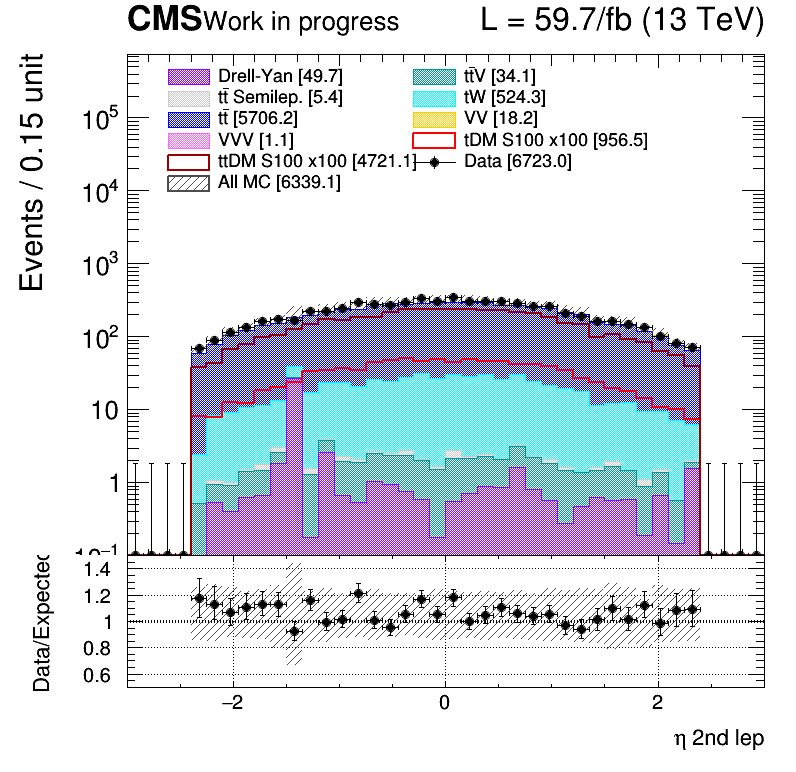 CMS Work in progress L = 59.7/fb (13 TeV)
Events / 0.15 unit
Drell-Yan [49.7] tt̄V [34.1]
tt̄ Semilep. [5.4] tW [524.3]
tt̄ [5706.2] VV [18.2]
VVV [1.1] tDM S100 x100 [956.5]
ttDM S100 x100 [4721.1] Data [6723.0]
All MC [6339.1]
10⁵
10⁴
10³
10²
10
1
10⁻¹
Data/Expected
1.4
1.2
1
0.8
0.6
−2 0 2
η 2nd lep